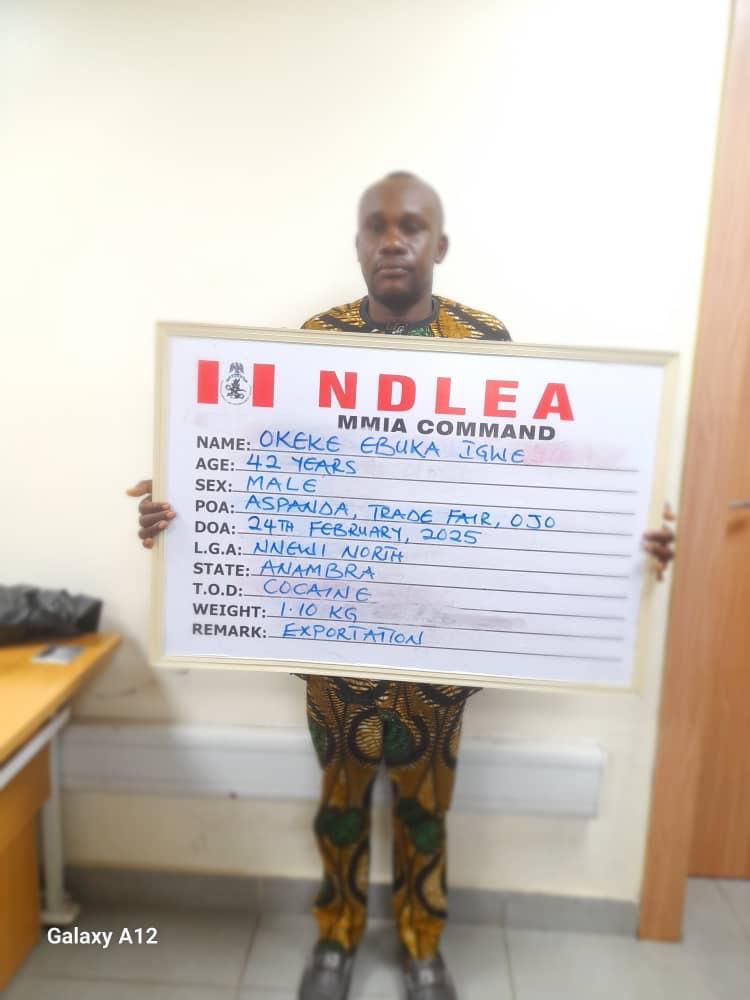 NDLEA
MMIA COMMAND
NAME: OKEKE EBUKA IGWE
AGE: 42 YEARS
SEX: MALE
POA: ASPANDA, TRADE FAIR, OJO
DOA: 24TH FEBRUARY, 2025
L.G.A: NNEWI NORTH
STATE: ANAMBRA
T.O.D: COCAINE
WEIGHT: 1.10 KG
REMARK: EXPORTATION
Galaxy A12